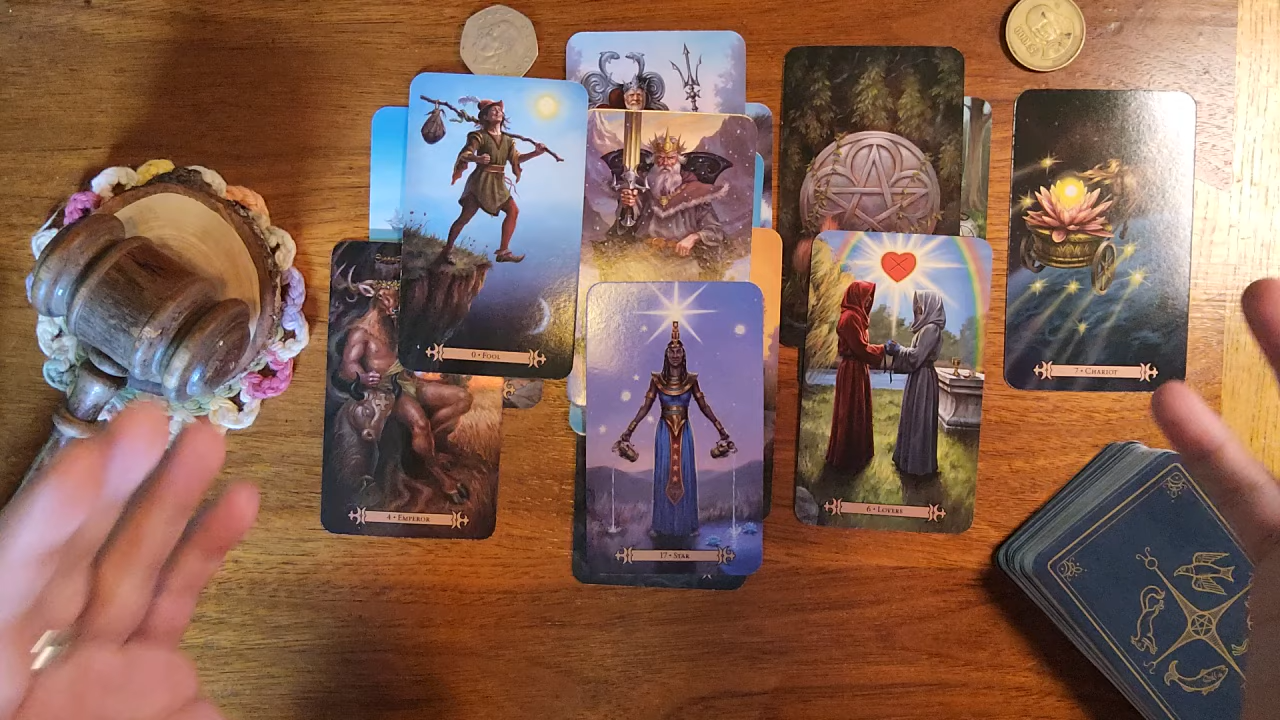 0 • FOOL
7 • CHARIOT
4 • EMPEROR
6 • LOVERS
17 • STAR